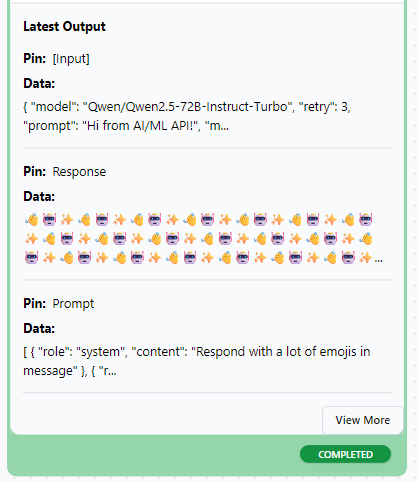 Latest Output
Pin: [Input]
Data:
{ "model": "Qwen/Qwen2.5-72B-Instruct-Turbo", "retry": 3,
"prompt": "Hi from AI/ML API!", "m...
Pin: Response
Data:
👋 🤖 ✨ 👋 🤖 ✨ 👋 🤖 ✨ 👋 🤖 ✨ 👋 🤖 ✨ 👋 🤖 ✨ 👋 🤖
✨ 👋 🤖 ✨ 👋 🤖 ✨ 👋 🤖 ✨ 👋 🤖 ✨ 👋 🤖 ✨ 👋 🤖 ✨ 👋
🤖 ✨ 👋 🤖 ✨ 👋 🤖 ✨ 👋 🤖 ✨ 👋 🤖 ✨ 👋 🤖 ✨ 👋 🤖 ✨ ...
Pin: Prompt
Data:
[ { "role": "system", "content": "Respond with a lot of emojis in
message" }, { "r...
View More
COMPLETED